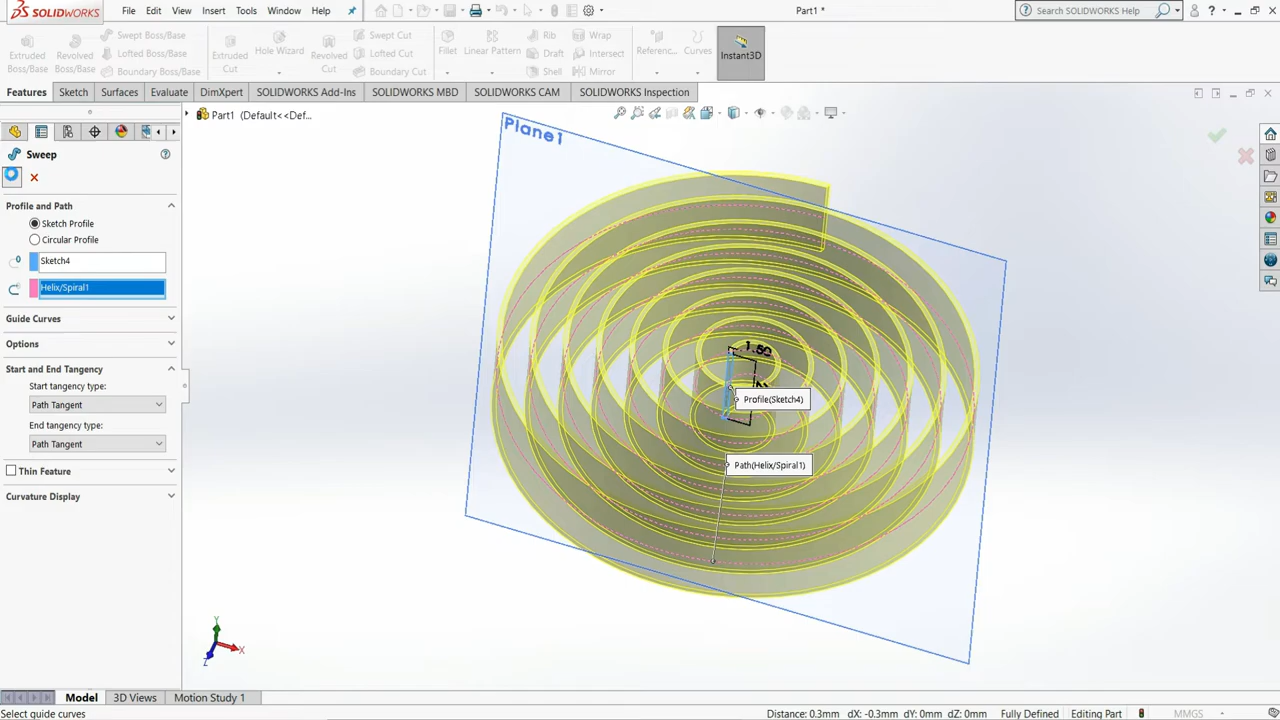 SOLIDWORKS File Edit View Insert Tools Window Help Part1 * Search SOLIDWORKS Help
Extruded Boss/Base
Revolved Boss/Base
Swept Boss/Base
Lofted Boss/Base
Boundary Boss/Base
Extruded Cut
Hole Wizard
Revolved Cut
Swept Cut
Lofted Cut
Boundary Cut
Fillet
Linear Pattern
Rib
Draft
Shell
Wrap
Intersect
Mirror
Referenc...
Curves
Instant3D
Features Sketch Surfaces Evaluate DimXpert SOLIDWORKS Add-Ins SOLIDWORKS MBD SOLIDWORKS CAM SOLIDWORKS Inspection
Part1 (Default<<Def...
Sweep
Profile and Path
Sketch Profile
Circular Profile
Sketch4
Helix/Spiral1
Guide Curves
Options
Start and End Tangency
Start tangency type:
Path Tangent
End tangency type:
Path Tangent
Thin Feature
Curvature Display
Plane1
1.50
Profile(Sketch4)
Path(Helix/Spiral1)
Y
X
Z
Model 3D Views Motion Study 1
Select guide curves Distance: 0.3mm dX: -0.3mm dY: 0mm dZ: 0mm Fully Defined Editing Part MMGS